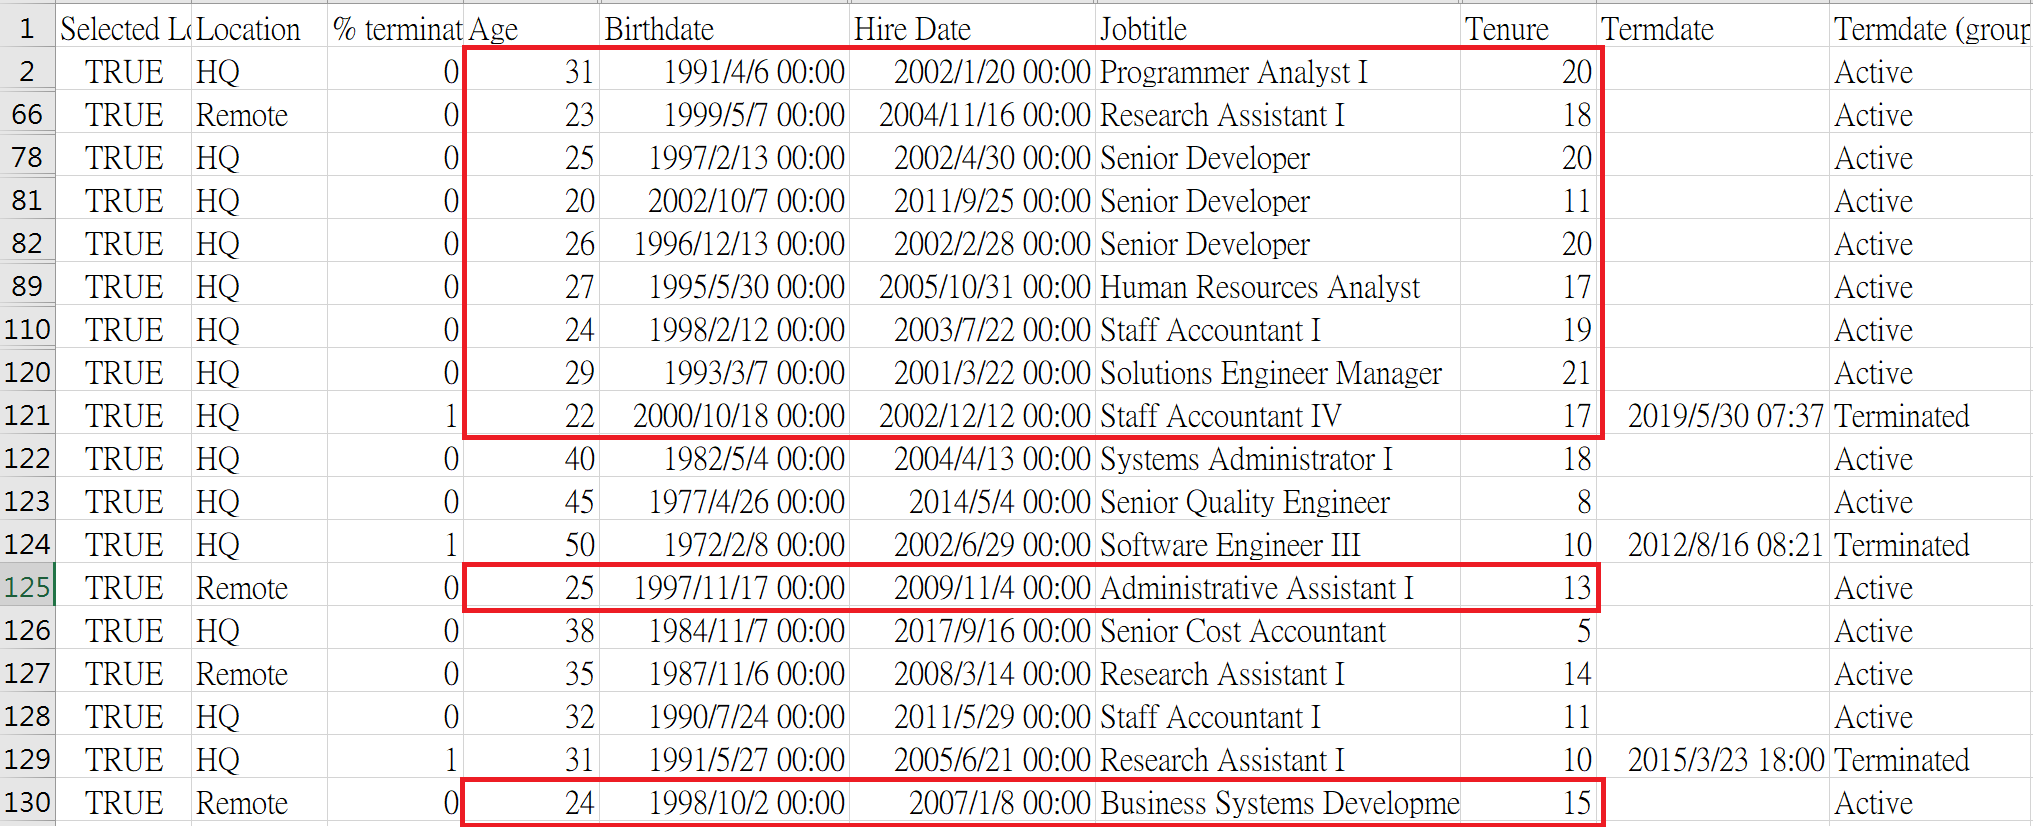 1 Selected Lo Location % terminat Age Birthdate Hire Date Jobtitle Tenure Termdate Termdate (group
2 TRUE HQ 0 31 1991/4/6 00:00 2002/1/20 00:00 Programmer Analyst I 20 Active
66 TRUE Remote 0 23 1999/5/7 00:00 2004/11/16 00:00 Research Assistant I 18 Active
78 TRUE HQ 0 25 1997/2/13 00:00 2002/4/30 00:00 Senior Developer 20 Active
81 TRUE HQ 0 20 2002/10/7 00:00 2011/9/25 00:00 Senior Developer 11 Active
82 TRUE HQ 0 26 1996/12/13 00:00 2002/2/28 00:00 Senior Developer 20 Active
89 TRUE HQ 0 27 1995/5/30 00:00 2005/10/31 00:00 Human Resources Analyst 17 Active
110 TRUE HQ 0 24 1998/2/12 00:00 2003/7/22 00:00 Staff Accountant I 19 Active
120 TRUE HQ 0 29 1993/3/7 00:00 2001/3/22 00:00 Solutions Engineer Manager 21 Active
121 TRUE HQ 1 22 2000/10/18 00:00 2002/12/12 00:00 Staff Accountant IV 17 2019/5/30 07:37 Terminated
122 TRUE HQ 0 40 1982/5/4 00:00 2004/4/13 00:00 Systems Administrator I 18 Active
123 TRUE HQ 0 45 1977/4/26 00:00 2014/5/4 00:00 Senior Quality Engineer 8 Active
124 TRUE HQ 1 50 1972/2/8 00:00 2002/6/29 00:00 Software Engineer III 10 2012/8/16 08:21 Terminated
125 TRUE Remote 0 25 1997/11/17 00:00 2009/11/4 00:00 Administrative Assistant I 13 Active
126 TRUE HQ 0 38 1984/11/7 00:00 2017/9/16 00:00 Senior Cost Accountant 5 Active
127 TRUE Remote 0 35 1987/11/6 00:00 2008/3/14 00:00 Research Assistant I 14 Active
128 TRUE HQ 0 32 1990/7/24 00:00 2011/5/29 00:00 Staff Accountant I 11 Active
129 TRUE HQ 1 31 1991/5/27 00:00 2005/6/21 00:00 Research Assistant I 10 2015/3/23 18:00 Terminated
130 TRUE Remote 0 24 1998/10/2 00:00 2007/1/8 00:00 Business Systems Developme 15 Active